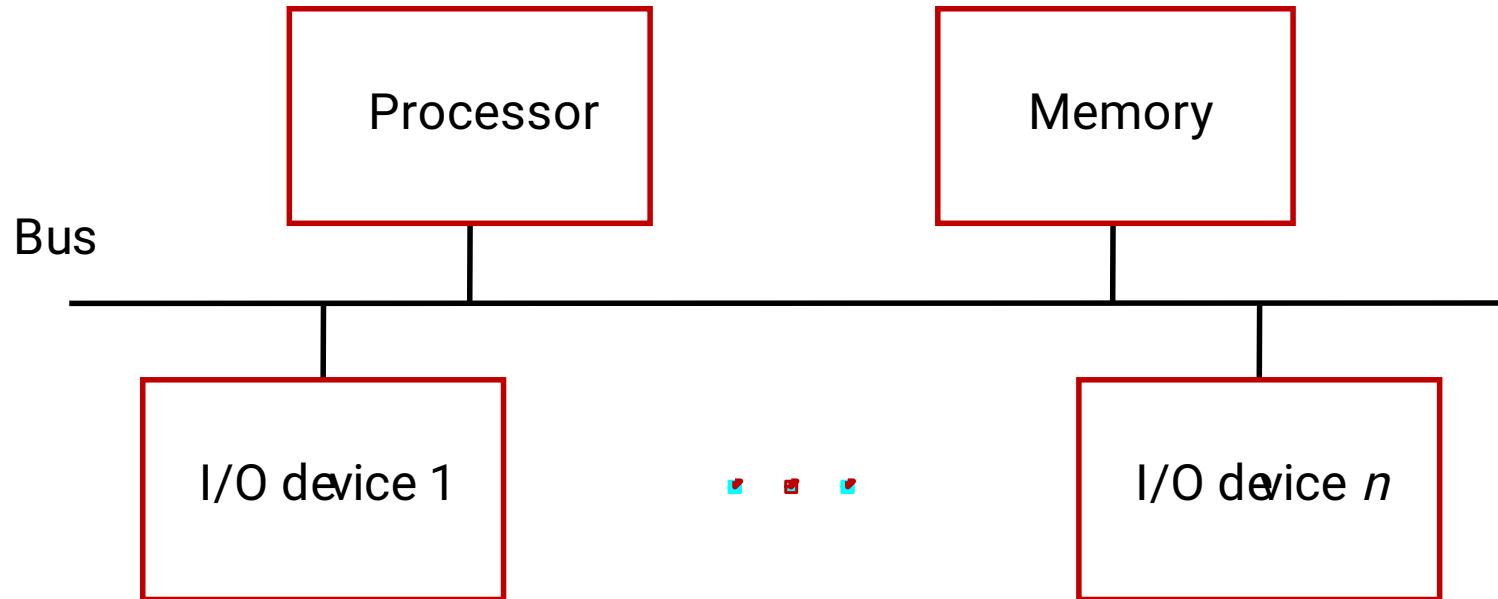 Processor
Memory
Bus
I/O device 1
I/O device n